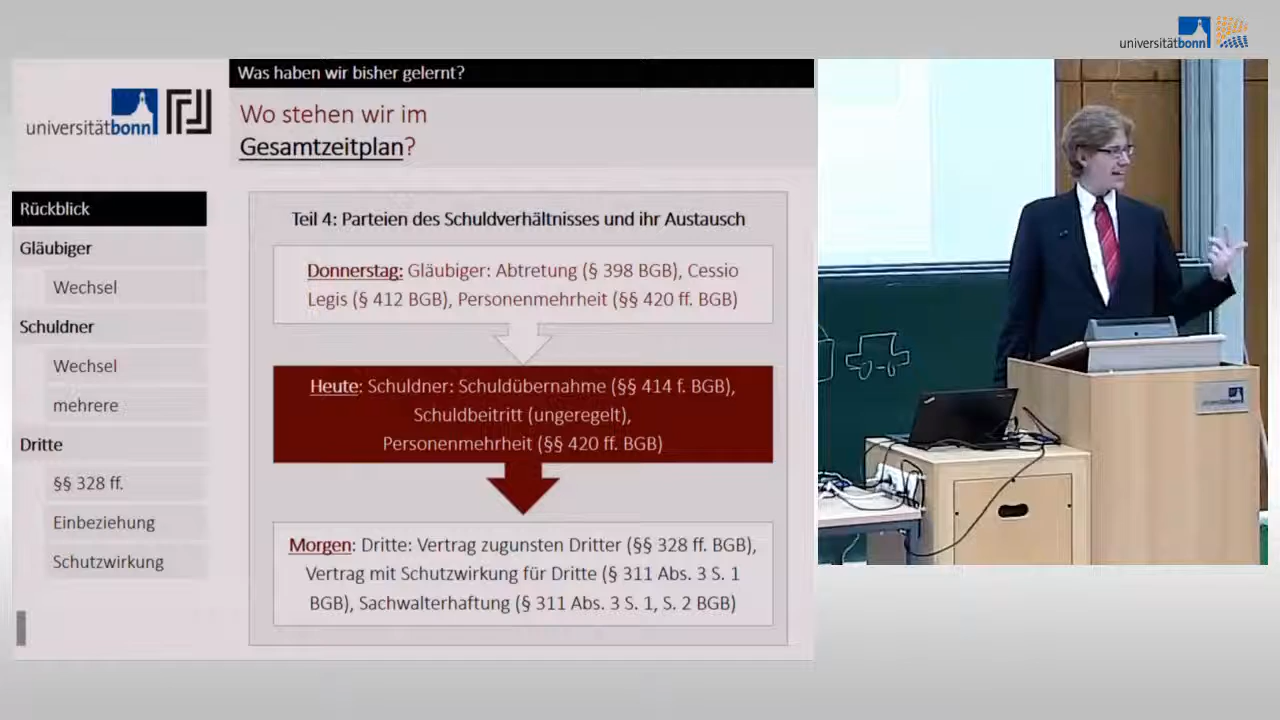 universitätbonn
Was haben wir bisher gelernt?
universitätbonn
Wo stehen wir im
Gesamtzeitplan?
Rückblick
Gläubiger
Wechsel
Schuldner
Wechsel
mehrere
Dritte
§§ 328 ff.
Einbeziehung
Schutzwirkung
Teil 4: Parteien des Schuldverhältnisses und ihr Austausch
Donnerstag: Gläubiger: Abtretung (§ 398 BGB), Cessio
Legis (§ 412 BGB), Personenmehrheit (§§ 420 ff. BGB)
Heute: Schuldner: Schuldübernahme (§§ 414 f. BGB),
Schuldbeitritt (ungeregelt),
Personenmehrheit (§§ 420 ff. BGB)
Morgen: Dritte: Vertrag zugunsten Dritter (§§ 328 ff. BGB),
Vertrag mit Schutzwirkung für Dritte (§ 311 Abs. 3 S. 1
BGB), Sachwalterhaftung (§ 311 Abs. 3 S. 1, S. 2 BGB)
universitätbonn